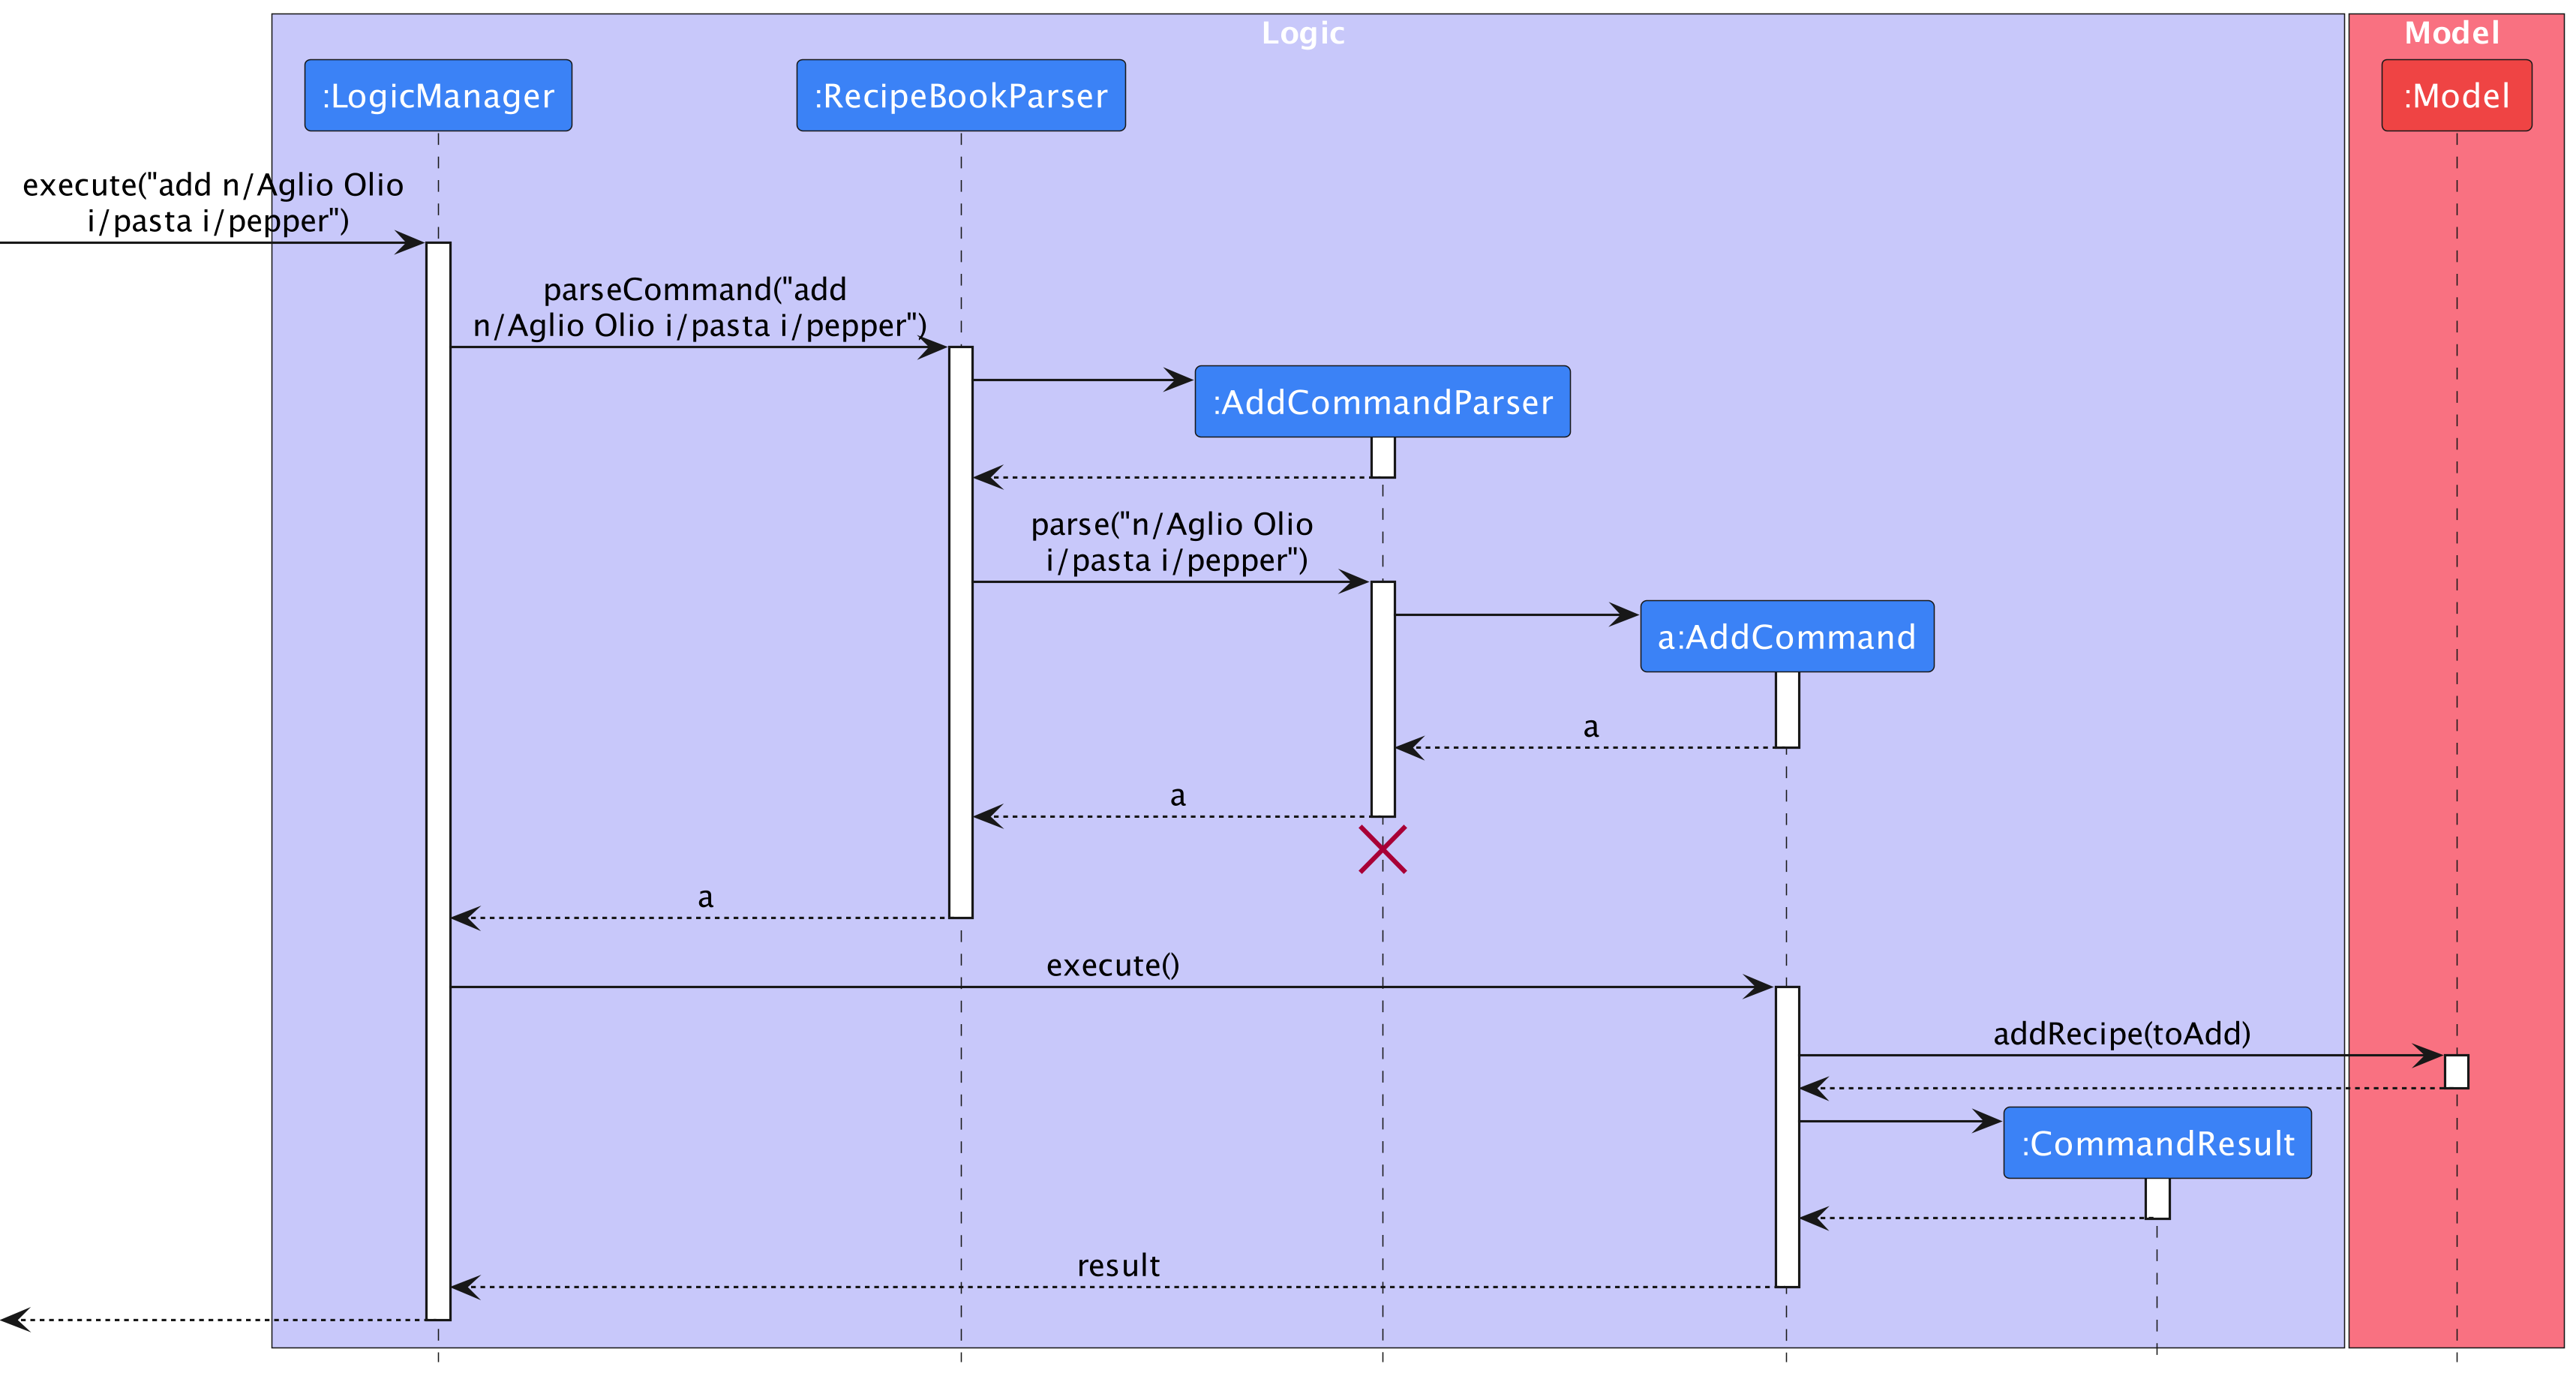 Logic
Model
:LogicManager
:RecipeBookParser
:Model
execute("add n/Aglio Olio
i/pasta i/pepper")
parseCommand("add
n/Aglio Olio i/pasta i/pepper")
:AddCommandParser
parse("n/Aglio Olio
i/pasta i/pepper")
a:AddCommand
a
a
a
execute()
addRecipe(toAdd)
:CommandResult
result